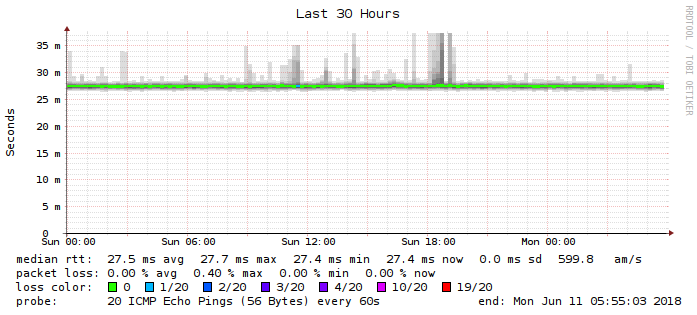 Last 30 Hours
RRDTOOL / TOBI OETIKER
Seconds
35 m
30 m
25 m
20 m
15 m
10 m
5 m
0
Sun 00:00 Sun 06:00 Sun 12:00 Sun 18:00 Mon 00:00
median rtt: 27.5 ms avg 27.7 ms max 27.4 ms min 27.4 ms now 0.0 ms sd 599.8 am/s
packet loss: 0.00 % avg 0.40 % max 0.00 % min 0.00 % now
loss color: 0 1/20 2/20 3/20 4/20 10/20 19/20
probe: 20 ICMP Echo Pings (56 Bytes) every 60s end: Mon Jun 11 05:55:03 2018